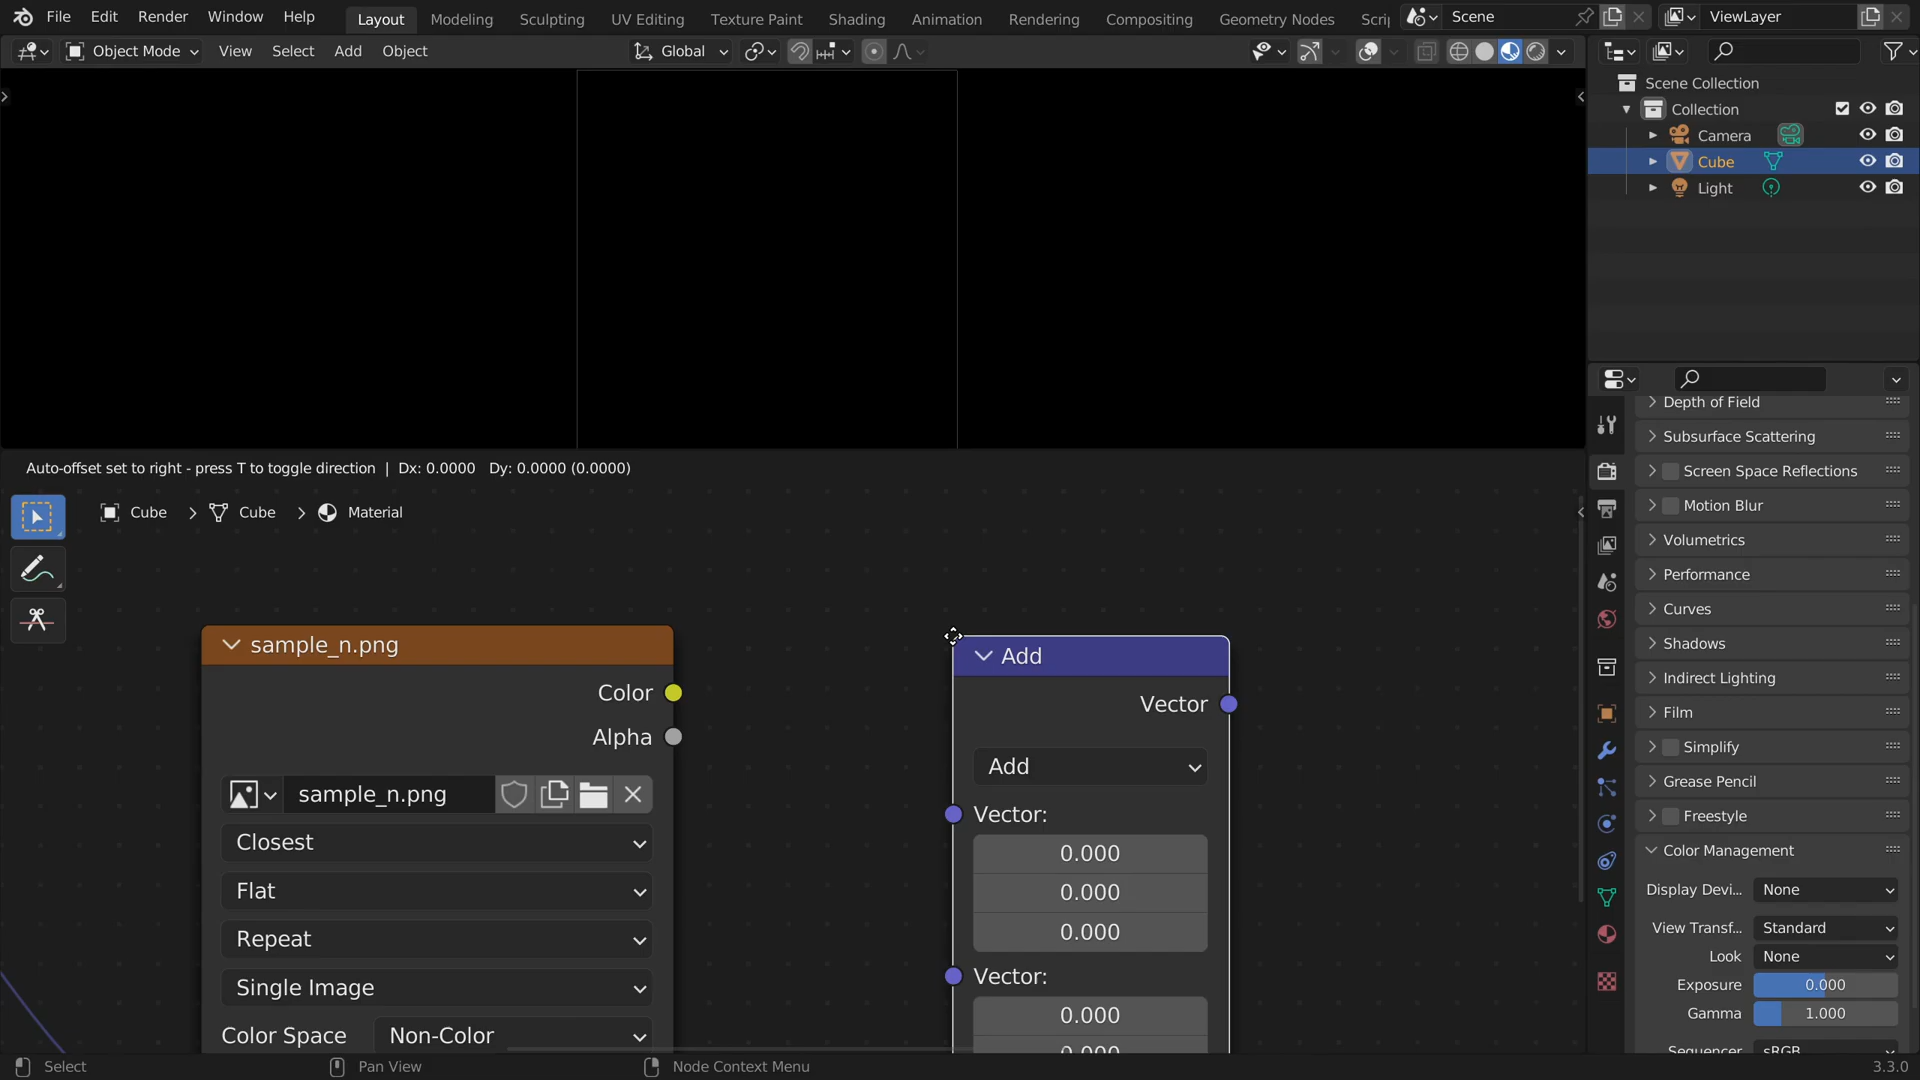 File Edit Render Window Help Layout Modeling Sculpting UV Editing Texture Paint Shading Animation Rendering Compositing Geometry Nodes Scrip Scene ViewLayer
Object Mode View Select Add Object Global
Scene Collection
Collection
Camera
Cube
Light
Depth of Field
Subsurface Scattering
Screen Space Reflections
Motion Blur
Volumetrics
Performance
Curves
Shadows
Indirect Lighting
Film
Simplify
Grease Pencil
Freestyle
Color Management
Display Devi... None
View Transf... Standard
Look None
Exposure 0.000
Gamma 1.000
Sequencer sRGB
Auto-offset set to right - press T to toggle direction | Dx: 0.0000 Dy: 0.0000 (0.0000)
Cube Cube Material
sample_n.png
Color
Alpha
sample_n.png
Closest
Flat
Repeat
Single Image
Color Space Non-Color
Add
Vector
Add
Vector:
0.000
0.000
0.000
Vector:
0.000
0.000
Select Pan View Node Context Menu 3.3.0